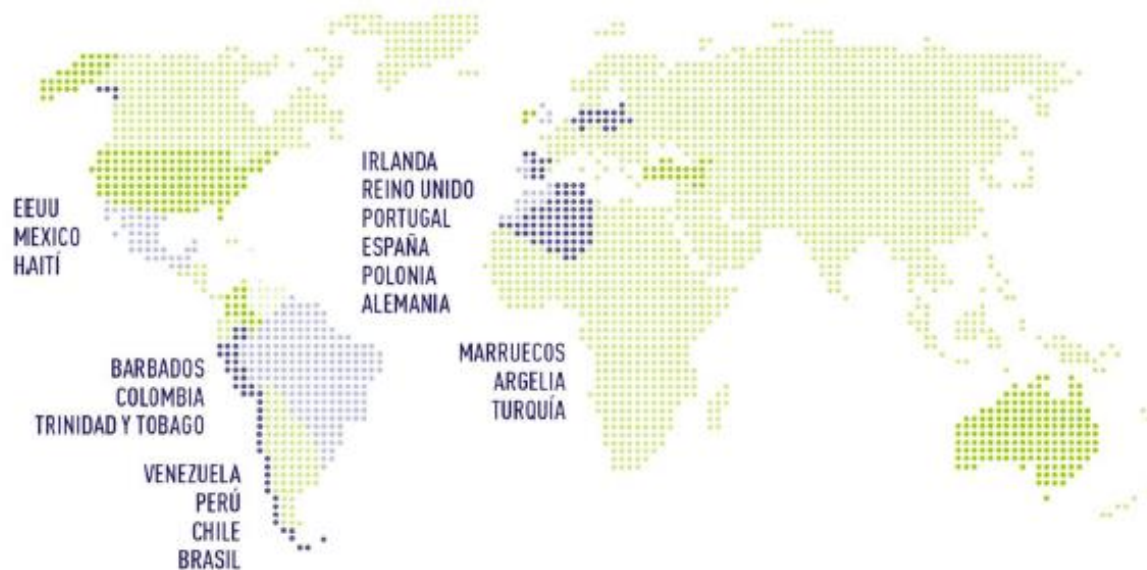 EEUU
MEXICO
HAITÍ
BARBADOS
COLOMBIA
TRINIDAD Y TOBAGO
VENEZUELA
PERÚ
CHILE
BRASIL
IRLANDA
REINO UNIDO
PORTUGAL
ESPAÑA
POLONIA
ALEMANIA
MARRUECOS
ARGELIA
TURQUÍA